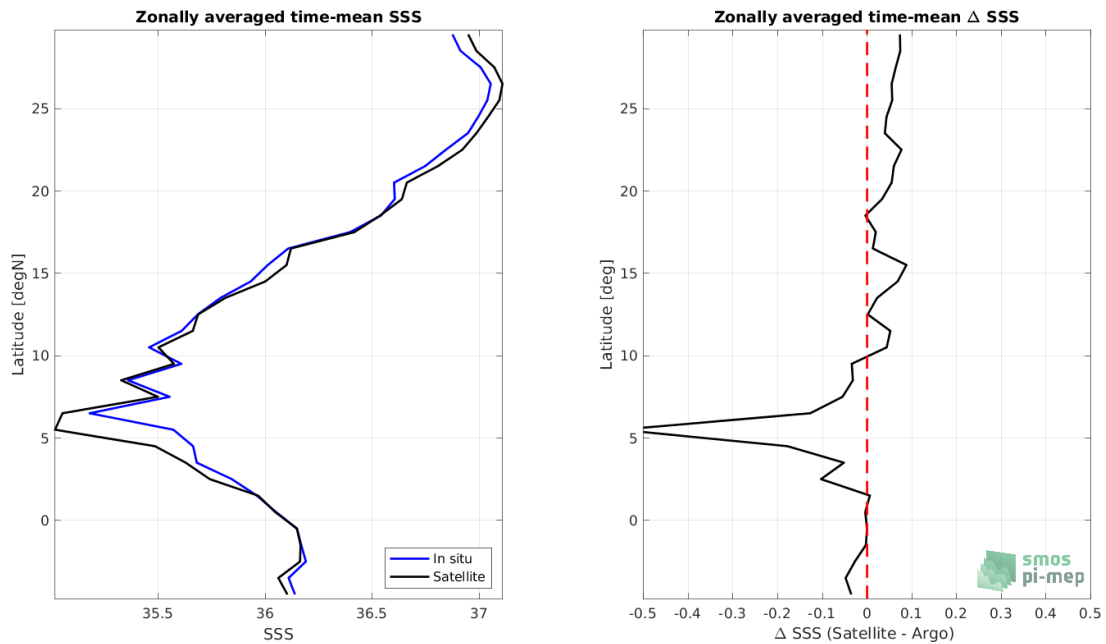 Zonally averaged time-mean SSS
25
20
15
10
5
0
Latitude [degN]
35.5
36
36.5
37
SSS
In situ
Satellite
Zonally averaged time-mean Δ SSS
25
20
15
10
5
0
Latitude [deg]
-0.5
-0.4
-0.3
-0.2
-0.1
0
0.1
0.2
0.3
0.4
0.5
Δ SSS (Satellite - Argo)
smos
pi-mep